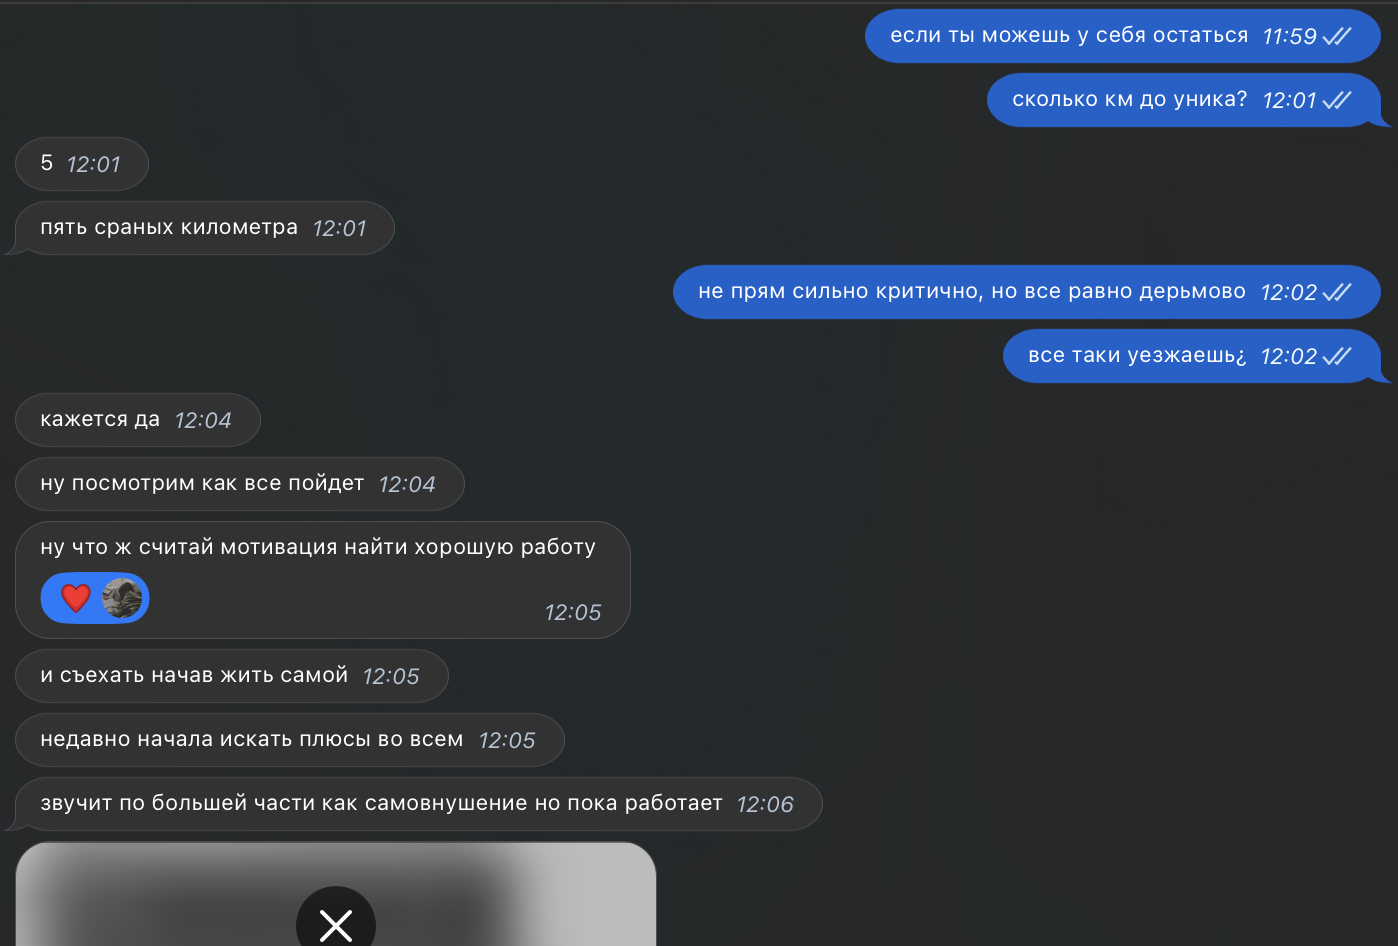 если ты можешь у себя остаться 11:59
сколько км до уника? 12:01
5 12:01
пять сраных километра 12:01
не прям сильно критично, но все равно дерьмово 12:02
все таки уезжаешь¿ 12:02
кажется да 12:04
ну посмотрим как все пойдет 12:04
ну что ж считай мотивация найти хорошую работу
12:05
и съехать начав жить самой 12:05
недавно начала искать плюсы во всем 12:05
звучит по большей части как самовнушение но пока работает 12:06